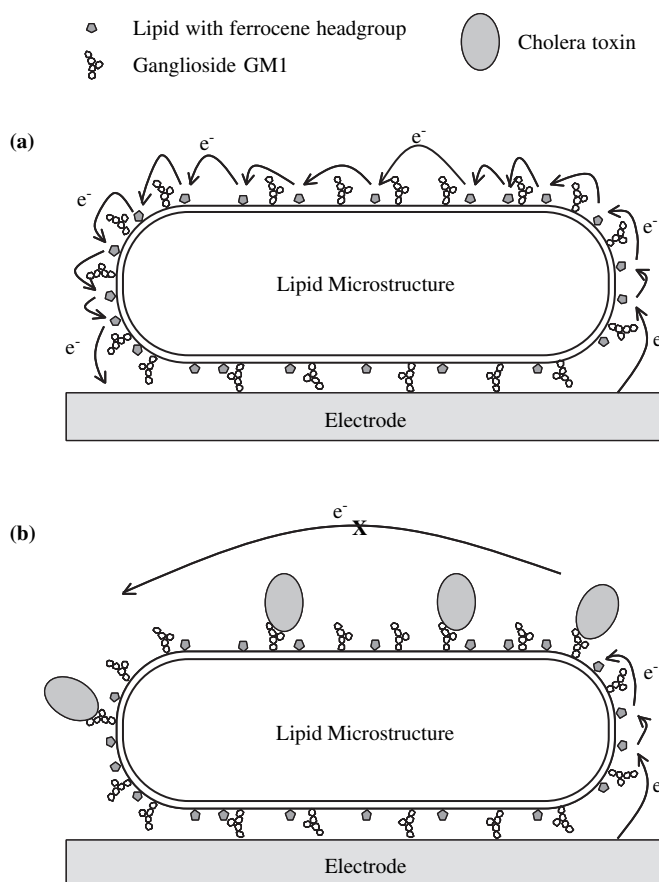 Lipid with ferrocene headgroup
Ganglioside GM1
Cholera toxin
(a)
e-
e-
e-
e-
e-
e
Lipid Microstructure
Electrode
(b)
e-
X
e-
e
Lipid Microstructure
Electrode